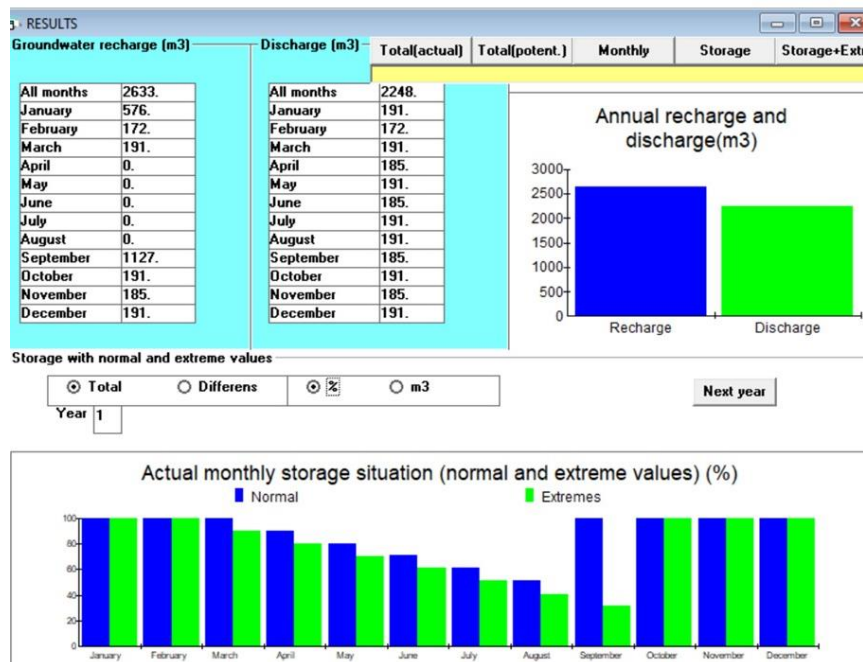 RESULTS
Groundwater recharge (m3)
Discharge (m3)
Total(actual) Total(potent.) Monthly Storage Storage+Extr
All months 2633.
January 576.
February 172.
March 191.
April 0.
May 0.
June 0.
July 0.
August 0.
September 1127.
October 191.
November 185.
December 191.
All months 2248.
January 191.
February 172.
March 191.
April 185.
May 191.
June 185.
July 191.
August 191.
September 185.
October 191.
November 185.
December 191.
Annual recharge and
discharge(m3)
3000
2500
2000
1500
1000
500
0
Recharge Discharge
Storage with normal and extreme values
Total Differens % m3
Next year
Year 1
Actual monthly storage situation (normal and extreme values) (%)
Normal Extremes
100
80
60
40
20
0
January February March April May June July August September October November December